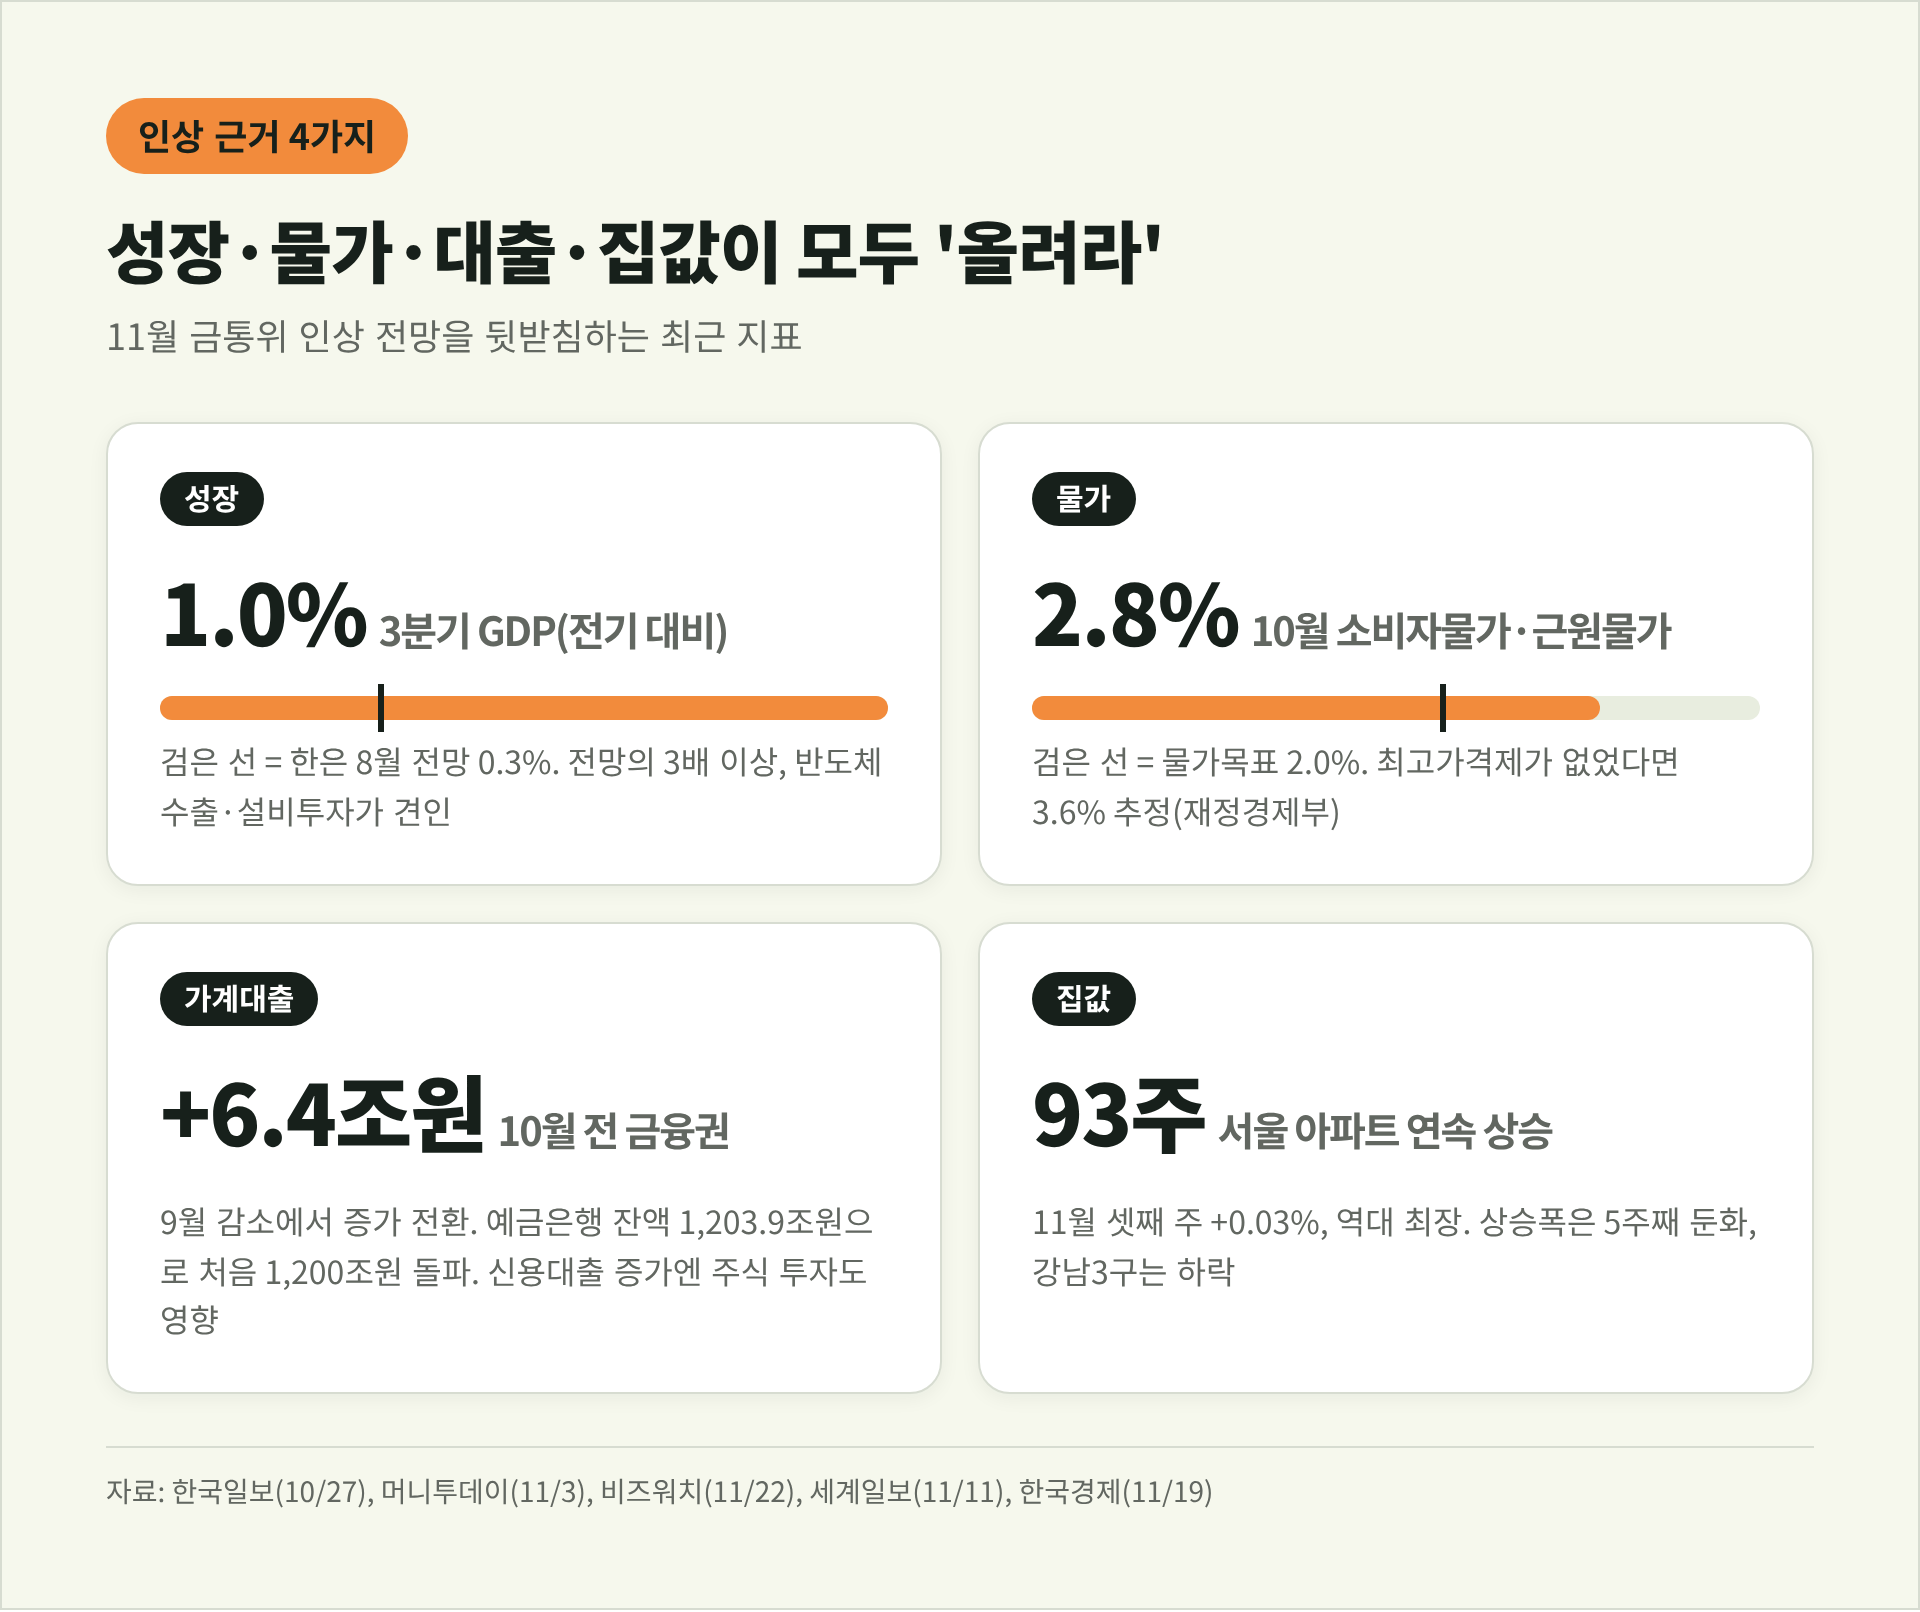 인상 근거 4가지
성장·물가·대출·집값이 모두 '올려라'
11월 금통위 인상 전망을 뒷받침하는 최근 지표
성장
1.0% 3분기 GDP(전기 대비)
검은 선 = 한은 8월 전망 0.3%. 전망의 3배 이상, 반도체
수출·설비투자가 견인
물가
2.8% 10월 소비자물가·근원물가
검은 선 = 물가목표 2.0%. 최고가격제가 없었다면
3.6% 추정(재정경제부)
가계대출
+6.4조원 10월 전 금융권
9월 감소에서 증가 전환. 예금은행 잔액 1,203.9조원으
로 처음 1,200조원 돌파. 신용대출 증가엔 주식 투자도
영향
집값
93주 서울 아파트 연속 상승
11월 셋째 주 +0.03%, 역대 최장. 상승폭은 5주째 둔화,
강남3구는 하락
자료: 한국일보(10/27), 머니투데이(11/3), 비즈워치(11/22), 세계일보(11/11), 한국경제(11/19)